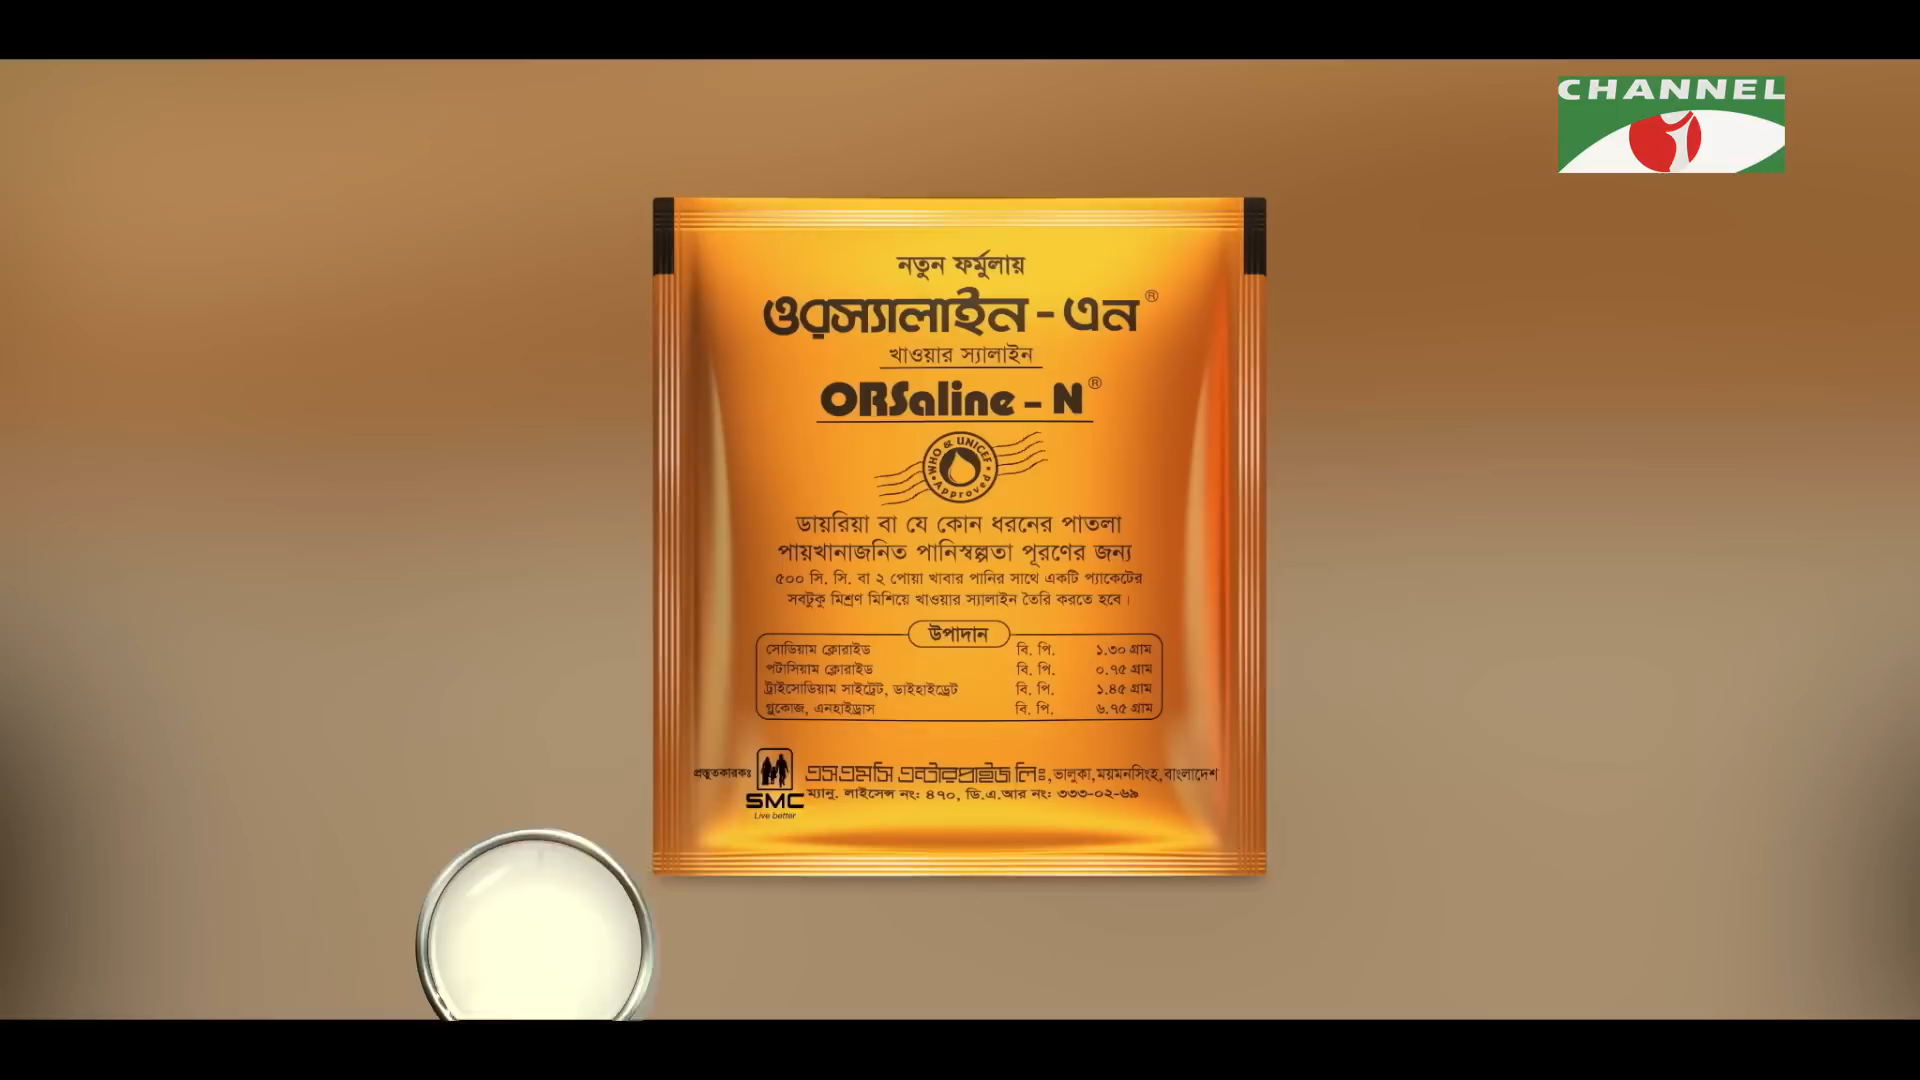 CHANNEL
নতুন ফর্মুলায়
ওরস্যালাইন - এন ®
খাওয়ার স্যালাইন
ORSaline - N ®
WHO & UNICEF
Approved
ডায়রিয়া বা যে কোন ধরনের পাতলা
পায়খানাজনিত পানিস্বল্পতা পূরণের জন্য
৫০০ সি. সি. বা ২ পোয়া খাবার পানির সাথে একটি প্যাকেটের
সবটুকু মিশ্রণ মিশিয়ে খাওয়ার স্যালাইন তৈরি করতে হবে।
উপাদান
সোডিয়াম ক্লোরাইড বি. পি. ১.৩০ গ্রাম
পটাসিয়াম ক্লোরাইড বি. পি. ০.৭৫ গ্রাম
ট্রাইসোডিয়াম সাইট্রেট, ডাইহাইড্রেট বি. পি. ১.৪৫ গ্রাম
গ্লুকোজ, এনহাইড্রাস বি. পি. ৬.৭৫ গ্রাম
প্রস্তুতকারকঃ এসএমসি এন্টারপ্রাইজ লিঃ, ভালুকা, ময়মনসিংহ, বাংলাদেশ
SMC ম্যানু. লাইসেন্স নং: ৪৭০, ডি.এ.আর নং: ৩৩৩-০২-৬৯
Live better